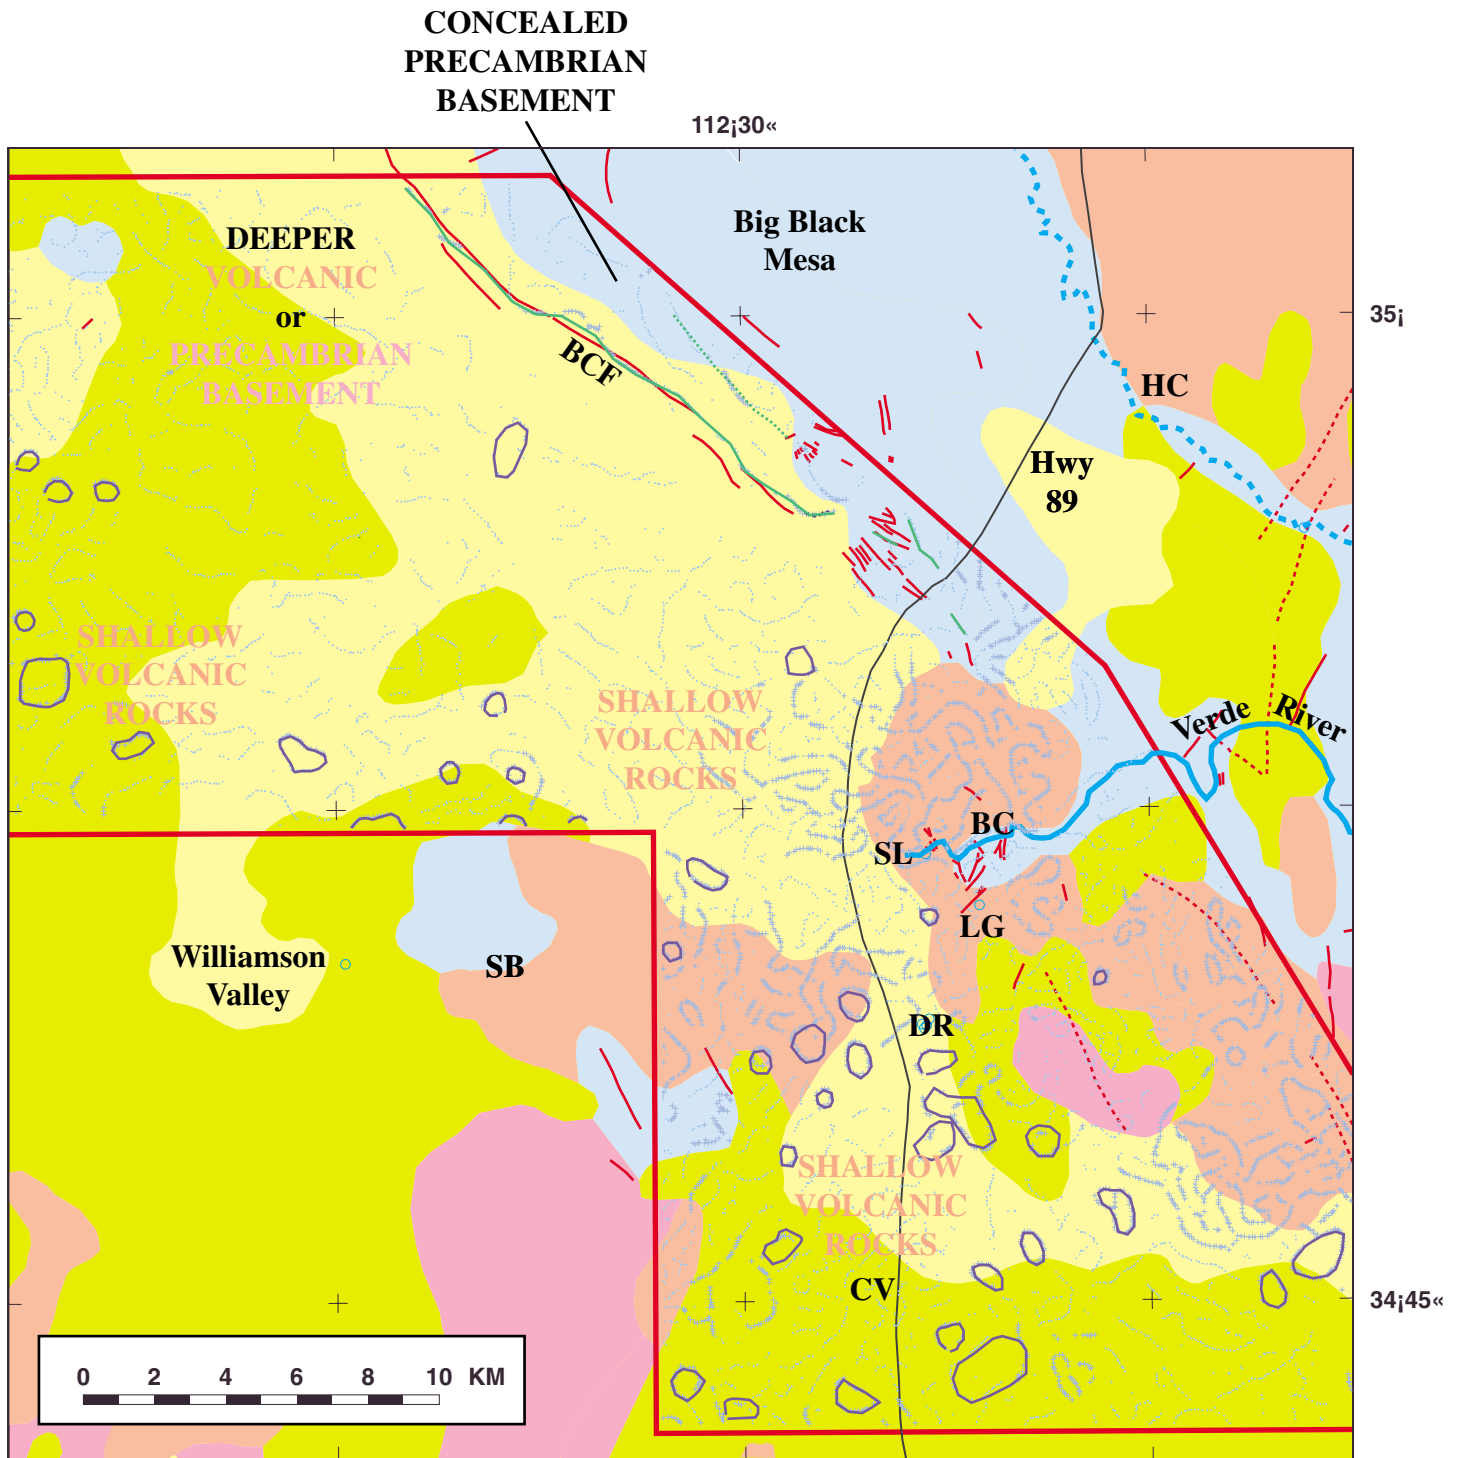 CONCEALED
PRECAMBRIAN
BASEMENT
112¡30«
Big Black
Mesa
DEEPER
VOLCANIC
or
PRECAMBRIAN
BASEMENT
35¡
BCF
HC
Hwy
89
SHALLOW
VOLCANIC
ROCKS
SHALLOW
VOLCANIC
ROCKS
Verde River
BC
SL
LG
Williamson
Valley
SB
DR
SHALLOW
VOLCANIC
ROCKS
CV
34¡45«
0 2 4 6 8 10 KM